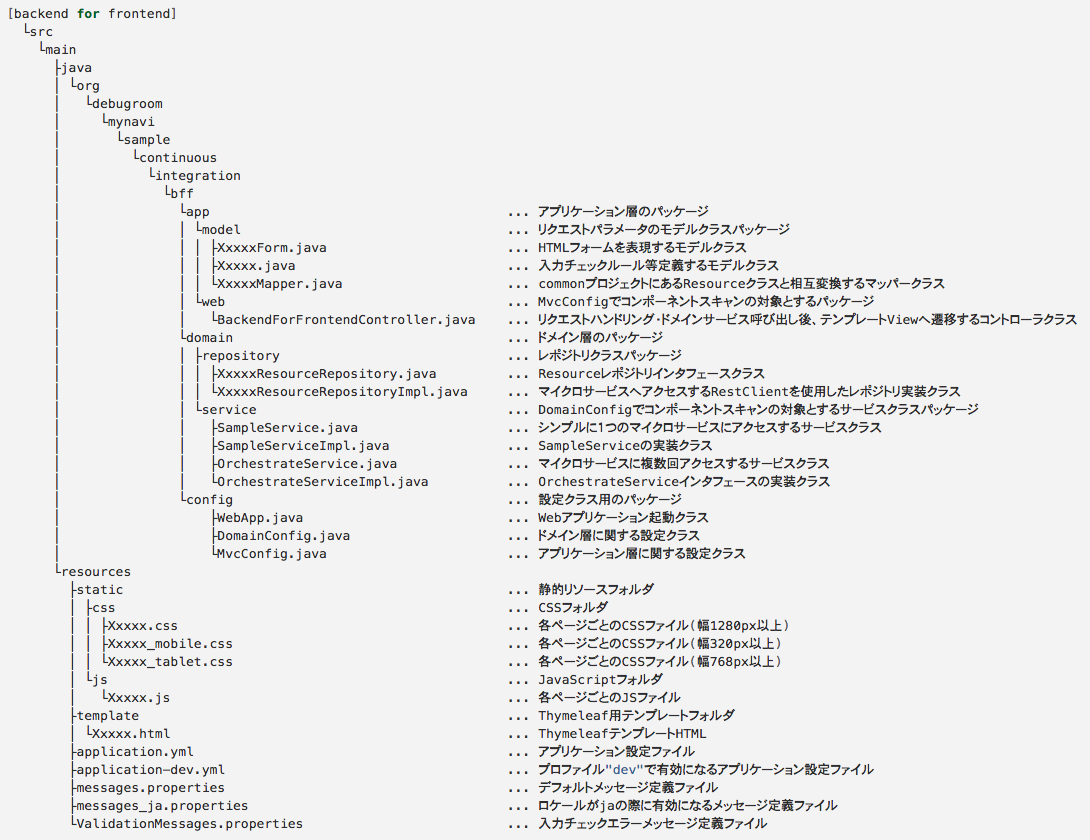 [backend for frontend]
  └src
    └main
      ├java
      │ └org
      │   └debugroom
      │     └mynavi
      │       └sample
      │         └continuous
      │           └integration
      │             └bff
      │               └app                                         ... アプリケーション層のパッケージ
      │               │ └model                                     ... リクエストパラメータのモデルクラスパッケージ
      │               │ │ ├XxxxxForm.java                        ... HTMLフォームを表現するモデルクラス
      │               │ │ ├Xxxxx.java                            ... 入力チェックルール等定義するモデルクラス
      │               │ │ └XxxxxMapper.java                      ... commonプロジェクトにあるResourceクラスと相互変換するマッパークラス
      │               │ └web                                       ... MvcConfigでコンポーネントスキャンの対象とするパッケージ
      │               │   └BackendForFrontendController.java       ... リクエストハンドリング・ドメインサービス呼び出し後、テンプレートViewへ遷移するコントローラクラス
      │               └domain                                      ... ドメイン層のパッケージ
      │               │ ├repository                                ... レポジトリクラスパッケージ
      │               │ │ ├XxxxxResourceRepository.java          ... Resourceレポジトリインタフェースクラス
      │               │ │ └XxxxxResourceRepositoryImpl.java      ... マイクロサービスへアクセスするRestClientを使用したレポジトリ実装クラス
      │               │ └service                                   ... DomainConfigでコンポーネントスキャンの対象とするサービスクラスパッケージ
      │               │   ├SampleService.java                      ... シンプルに1つのマイクロサービスにアクセスするサービスクラス
      │               │   ├SampleServiceImpl.java                  ... SampleServiceの実装クラス
      │               │   ├OrchestrateService.java                 ... マイクロサービスに複数回アクセスするサービスクラス
      │               │   └OrchestrateServiceImpl.java             ... OrchestrateServiceインタフェースの実装クラス
      │               └config                                      ... 設定クラス用のパッケージ
      │                   ├WebApp.java                             ... Webアプリケーション起動クラス
      │                   ├DomainConfig.java                       ... ドメイン層に関する設定クラス
      │                   └MvcConfig.java                          ... アプリケーション層に関する設定クラス
      └resources
        ├static                                                    ... 静的リソースフォルダ
        │ ├css                                                     ... CSSフォルダ
        │ │ ├Xxxxx.css                                           ... 各ページごとのCSSファイル(幅1280px以上)
        │ │ ├Xxxxx_mobile.css                                    ... 各ページごとのCSSファイル(幅320px以上)
        │ │ └Xxxxx_tablet.css                                    ... 各ページごとのCSSファイル(幅768px以上)
        │ └js                                                      ... JavaScriptフォルダ
        │   └Xxxxx.js                                              ... 各ページごとのJSファイル
        ├template                                                  ... Thymeleaf用テンプレートフォルダ
        │ └Xxxxx.html                                              ... ThymeleafテンプレートHTML
        ├application.yml                                           ... アプリケーション設定ファイル
        ├application-dev.yml                                       ... プロファイル"dev"で有効になるアプリケーション設定ファイル
        ├messages.properties                                       ... デフォルトメッセージ定義ファイル
        ├messages_ja.properties                                    ... ロケールがjaの際に有効になるメッセージ定義ファイル
        └ValidationMessages.properties                             ... 入力チェックエラーメッセージ定義ファイル